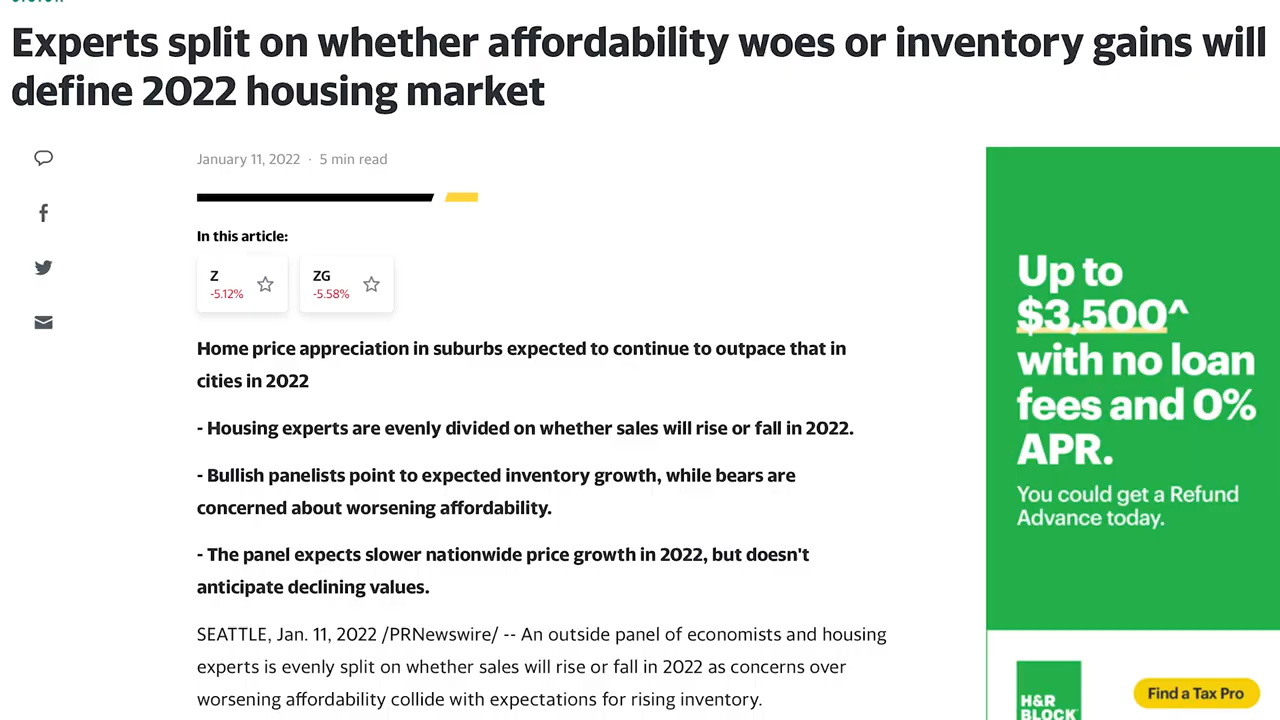 Experts split on whether affordability woes or inventory gains will
define 2022 housing market
January 11, 2022 · 5 min read
In this article:
Z
-5.12%
ZG
-5.58%
Home price appreciation in suburbs expected to continue to outpace that in
cities in 2022
- Housing experts are evenly divided on whether sales will rise or fall in 2022.
- Bullish panelists point to expected inventory growth, while bears are
concerned about worsening affordability.
- The panel expects slower nationwide price growth in 2022, but doesn't
anticipate declining values.
SEATTLE, Jan. 11, 2022 /PRNewswire/ -- An outside panel of economists and housing
experts is evenly split on whether sales will rise or fall in 2022 as concerns over
worsening affordability collide with expectations for rising inventory.
Up to
$3,500^
with no loan
fees and 0%
APR.
You could get a Refund
Advance today.
H&R
BLOCK
Find a Tax Pro